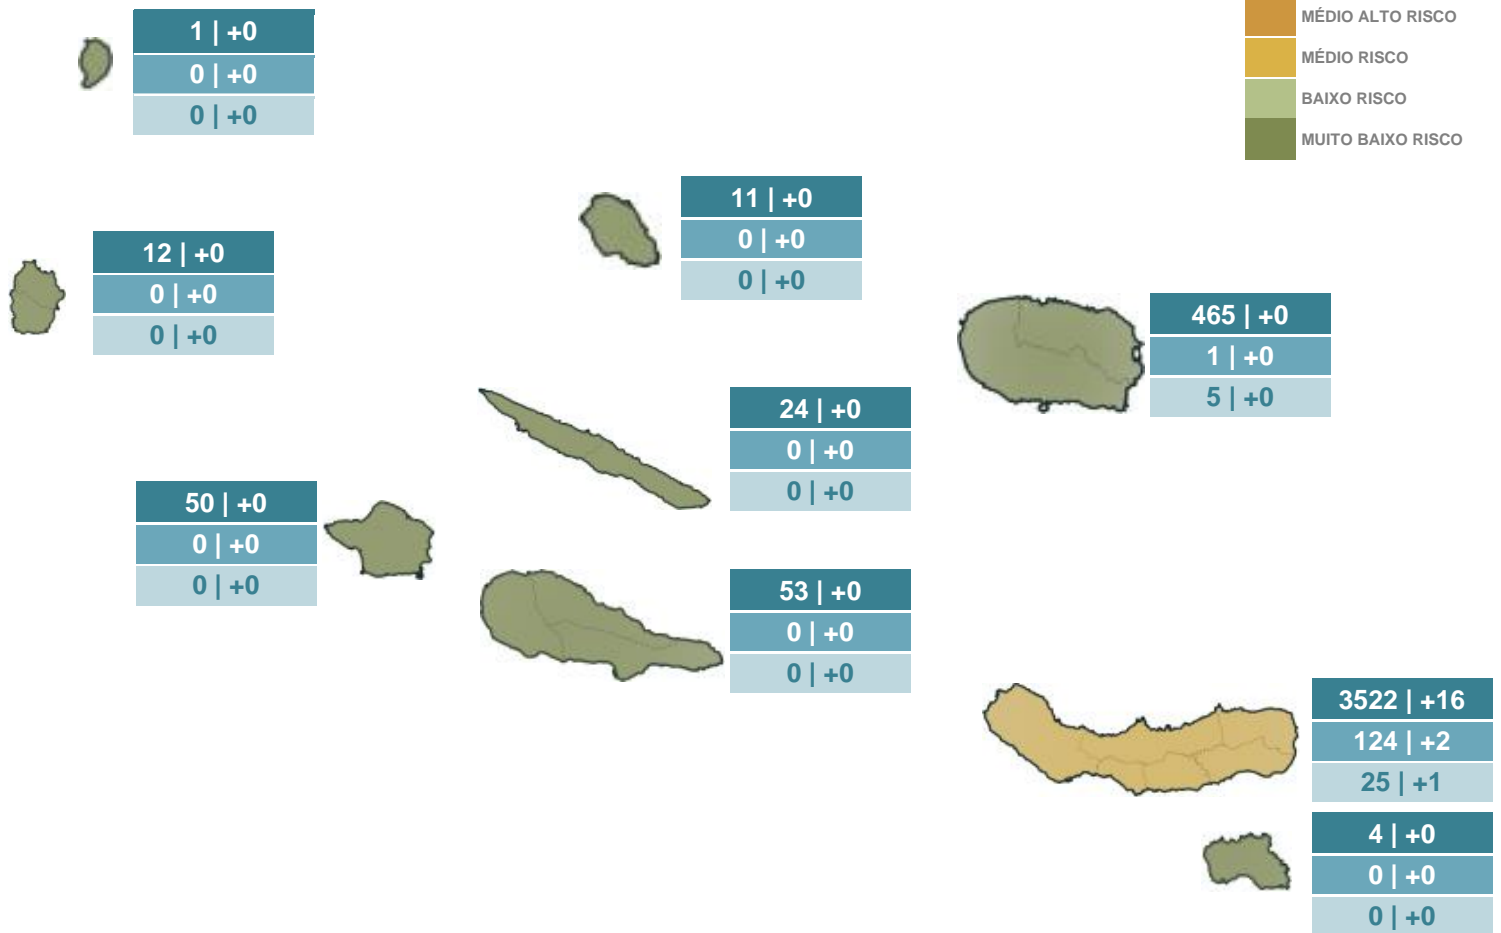 MÉDIO ALTO RISCO
MÉDIO RISCO
BAIXO RISCO
MUITO BAIXO RISCO
1 | +0
0 | +0
0 | +0
11 | +0
0 | +0
0 | +0
12 | +0
0 | +0
0 | +0
465 | +0
1 | +0
5 | +0
24 | +0
0 | +0
0 | +0
50 | +0
0 | +0
0 | +0
53 | +0
0 | +0
0 | +0
3522 | +16
124 | +2
25 | +1
4 | +0
0 | +0
0 | +0